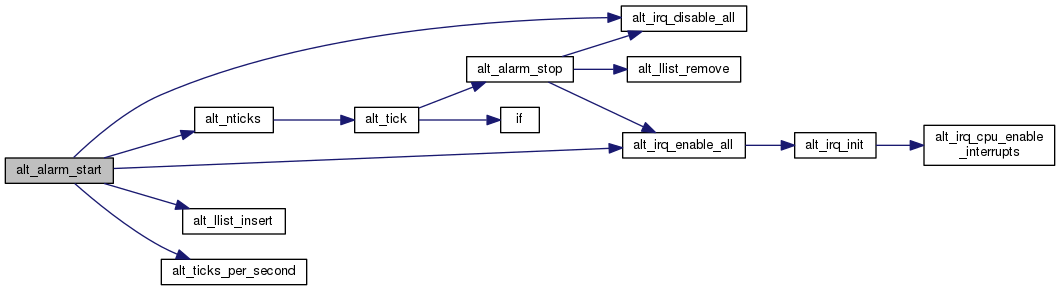 alt_irq_disable_all
alt_alarm_stop
alt_llist_remove
alt_nticks
alt_tick
if
alt_irq_enable_all
alt_irq_init
alt_irq_cpu_enable
_interrupts
alt_alarm_start
alt_llist_insert
alt_ticks_per_second